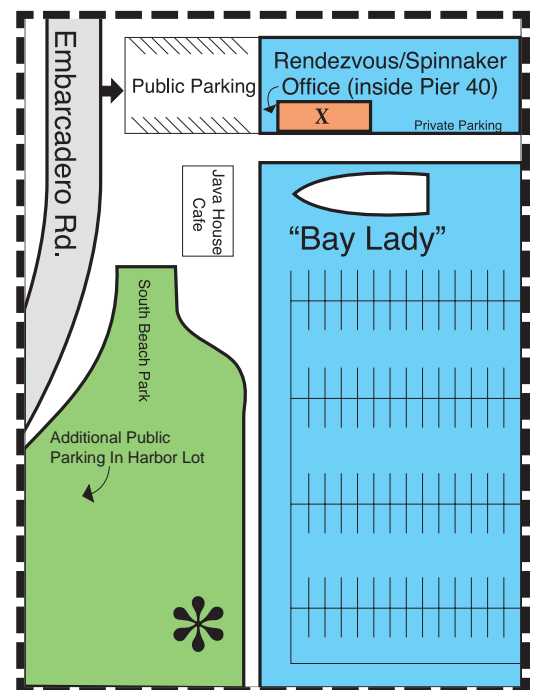 Embarcadero Rd.
Public Parking
Rendezvous/Spinnaker
Office (inside Pier 40)
X
Private Parking
Java House
Cafe
“Bay Lady”
South Beach Park
Additional Public
Parking In Harbor Lot